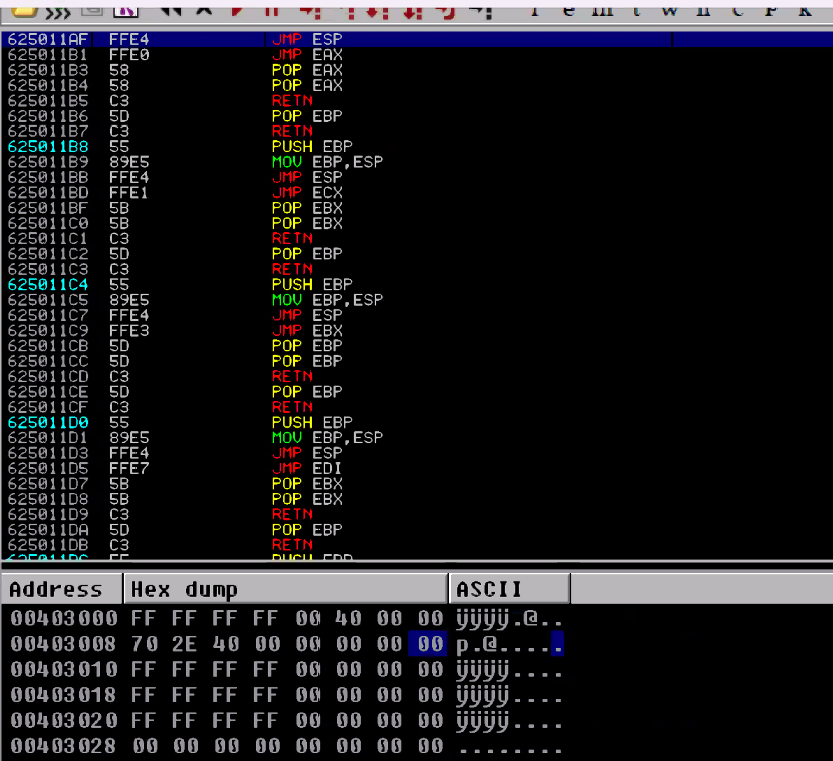 l e m t w h c P k
625011AF FFE4 JMP ESP
625011B1 FFE0 JMP EAX
625011B3 58 POP EAX
625011B4 58 POP EAX
625011B5 C3 RETN
625011B6 5D POP EBP
625011B7 C3 RETN
625011B8 55 PUSH EBP
625011B9 89E5 MOV EBP,ESP
625011BB FFE4 JMP ESP
625011BD FFE1 JMP ECX
625011BF 5B POP EBX
625011C0 5B POP EBX
625011C1 C3 RETN
625011C2 5D POP EBP
625011C3 C3 RETN
625011C4 55 PUSH EBP
625011C5 89E5 MOV EBP,ESP
625011C7 FFE4 JMP ESP
625011C9 FFE3 JMP EBX
625011CB 5D POP EBP
625011CC 5D POP EBP
625011CD C3 RETN
625011CE 5D POP EBP
625011CF C3 RETN
625011D0 55 PUSH EBP
625011D1 89E5 MOV EBP,ESP
625011D3 FFE4 JMP ESP
625011D5 FFE7 JMP EDI
625011D7 5B POP EBX
625011D8 5B POP EBX
625011D9 C3 RETN
625011DA 5D POP EBP
625011DB C3 RETN
625011DC 55 PUSH EBP
Address Hex dump ASCII
00403000 FF FF FF FF 00 40 00 00 ÿÿÿÿ.@..
00403008 70 2E 40 00 00 00 00 00 p.@.....
00403010 FF FF FF FF 00 00 00 00 ÿÿÿÿ....
00403018 FF FF FF FF 00 00 00 00 ÿÿÿÿ....
00403020 FF FF FF FF 00 00 00 00 ÿÿÿÿ....
00403028 00 00 00 00 00 00 00 00 ........